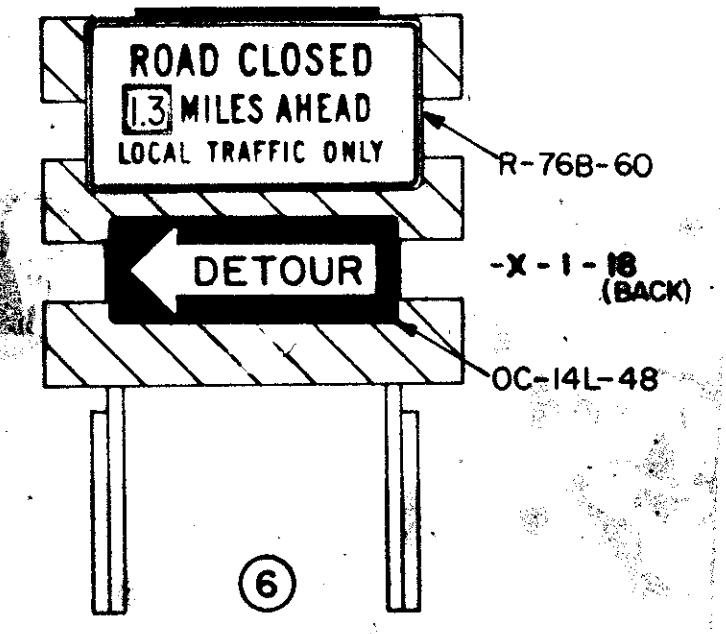 ROAD CLOSED
1.3 MILES AHEAD
LOCAL TRAFFIC ONLY
R-76B-60
DETOUR
-X-1-18
(BACK)
OC-14L-48
6